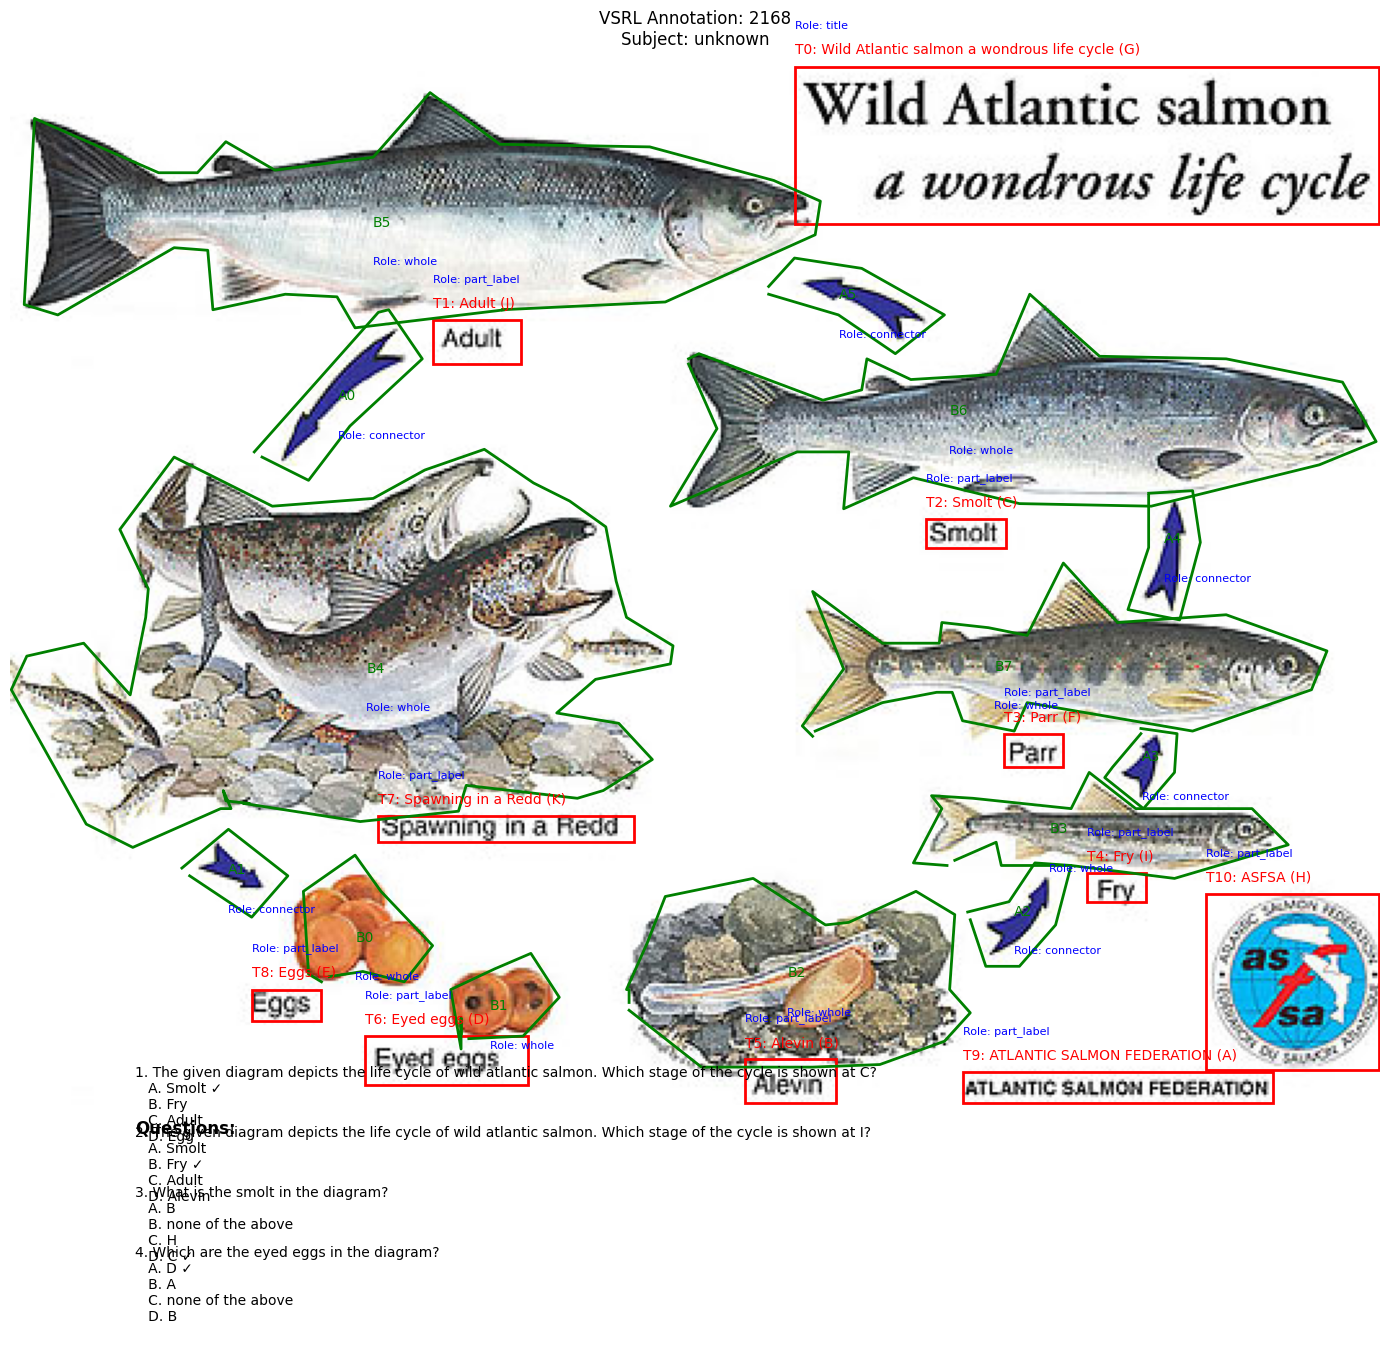 VSRL Annotation: 2168
Subject: unknown
Role: title
T0: Wild Atlantic salmon a wondrous life cycle (G)
Wild Atlantic salmon
a wondrous life cycle
B5
Role: whole
Role: part_label
T1: Adult (I)
Adult
Role: connector
A0
Role: connector
B6
Role: whole
Role: part_label
T2: Smolt (C)
Smolt
Role: connector
B4
Role: whole
B7
Role: part_label
Role: whole
T3: Parr (F)
Parr
Role: connector
Role: part_label
T7: Spawning in a Redd (K)
Spawning in a Redd
B3
Role: part_label
T4: Fry (I)
Role: whole
Fry
Role: part_label
T10: ASFSA (H)
asfsa
Role: connector
Role: connector
B0
Role: part_label
T8: Eggs (E)
Role: whole
Eggs
Role: part_label
B1
T6: Eyed eggs (D)
Role: whole
Eyed eggs
B2
Role: whole
Role: part_label
T5: Alevin
Alevin
Role: part_label
T9: ATLANTIC SALMON FEDERATION (A)
ATLANTIC SALMON FEDERATION
1. The given diagram depicts the life cycle of wild atlantic salmon. Which stage of the cycle is shown at C?
A. Smolt ✓
B. Fry
C. Adult
D. Egg
Questions:
2. The given diagram depicts the life cycle of wild atlantic salmon. Which stage of the cycle is shown at I?
A. Smolt
B. Fry ✓
C. Adult
D. Alevin
3. What is the smolt in the diagram?
A. B
B. none of the above
C. H
D. C ✓
4. Which are the eyed eggs in the diagram?
A. D ✓
B. A
C. none of the above
D. B